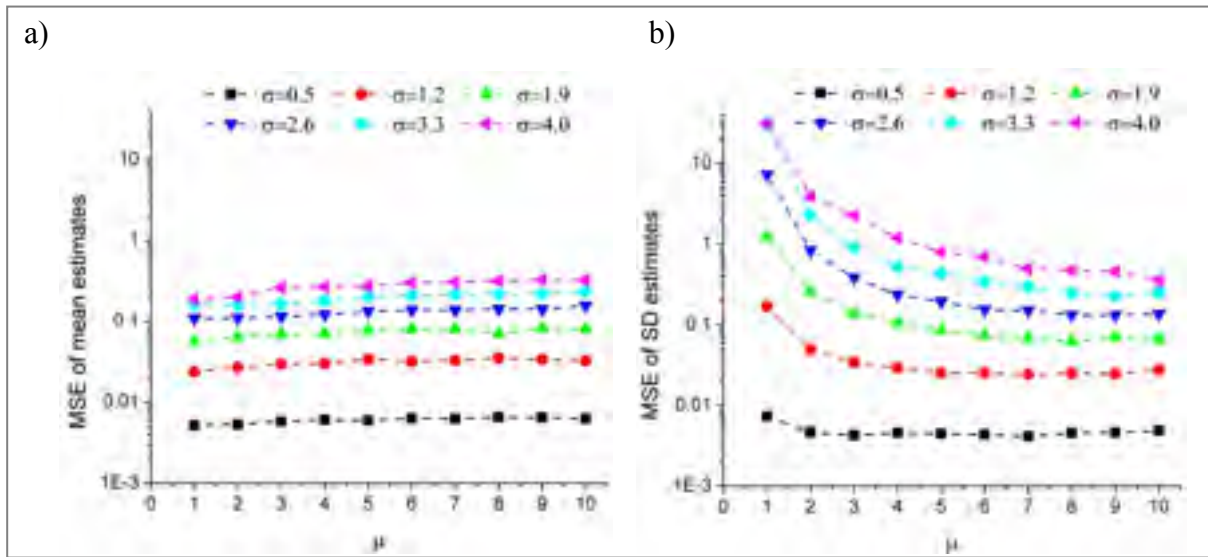 a)
σ=0.5 σ=1.2 σ=1.9
σ=2.6 σ=3.3 σ=4.0
MSE of mean estimates
10
1
0.1
0.01
1E-3
0 1 2 3 4 5 6 7 8 9 10
μ
b)
σ=0.5 σ=1.2 σ=1.9
σ=2.6 σ=3.3 σ=4.0
MSE of SD estimates
10
1
0.1
0.01
1E-3
0 1 2 3 4 5 6 7 8 9 10
μ